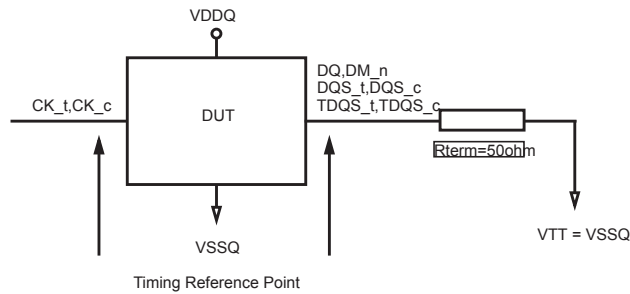 VDDQ
DQ,DM_n
DQS_t,DQS_c
TDQS_t,TDQS_c
CK_t,CK_c
DUT
Rterm=50ohm
VSSQ
VTT = VSSQ
Timing Reference Point